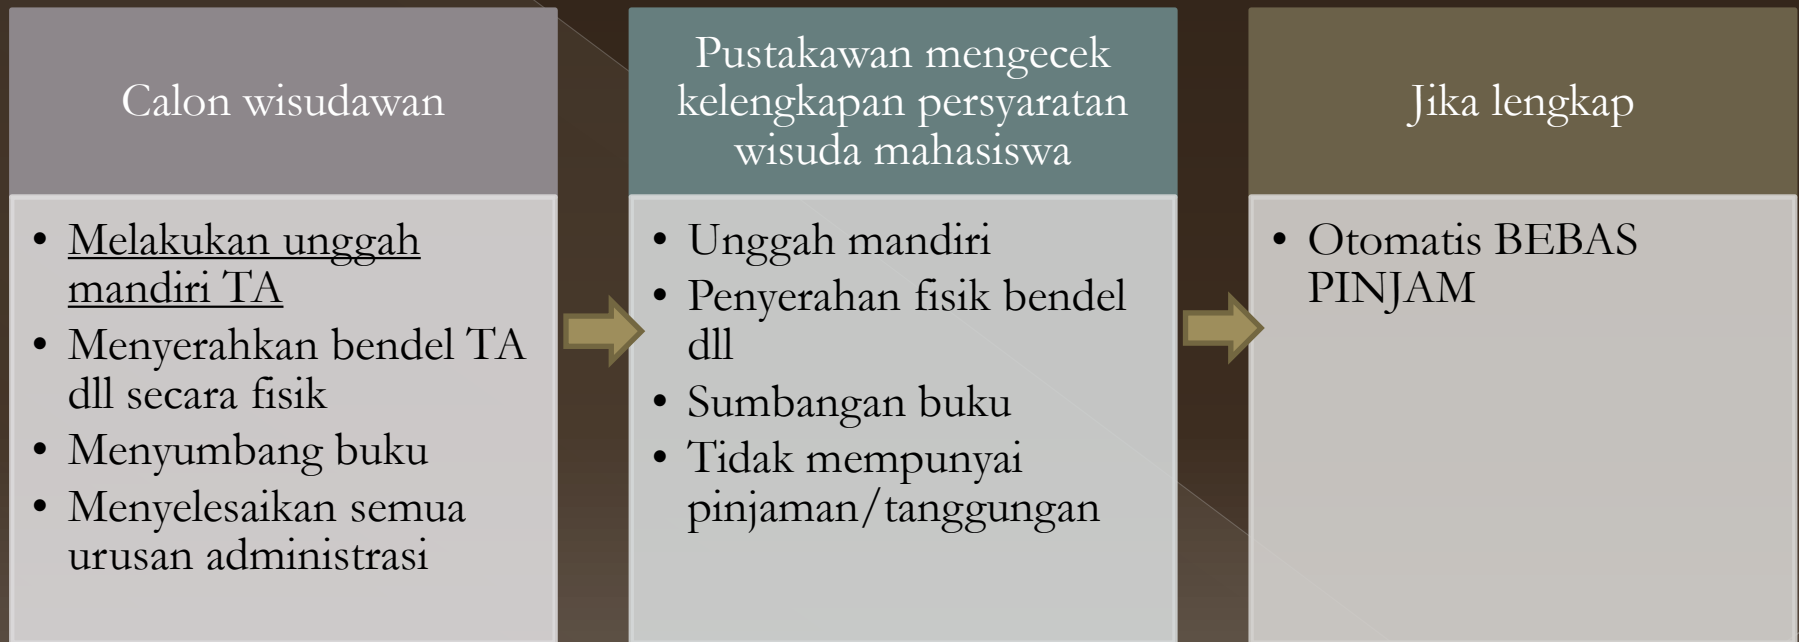 Calon wisudawan
• Melakukan unggah
mandiri TA
• Menyerahkan bendel TA
dll secara fisik
• Menyumbang buku
• Menyelesaikan semua
urusan administrasi
Pustakawan mengecek
kelengkapan persyaratan
wisuda mahasiswa
• Unggah mandiri
• Penyerahan fisik bendel
dll
• Sumbangan buku
• Tidak mempunyai
pinjaman/tanggungan
Jika lengkap
• Otomatis BEBAS
PINJAM